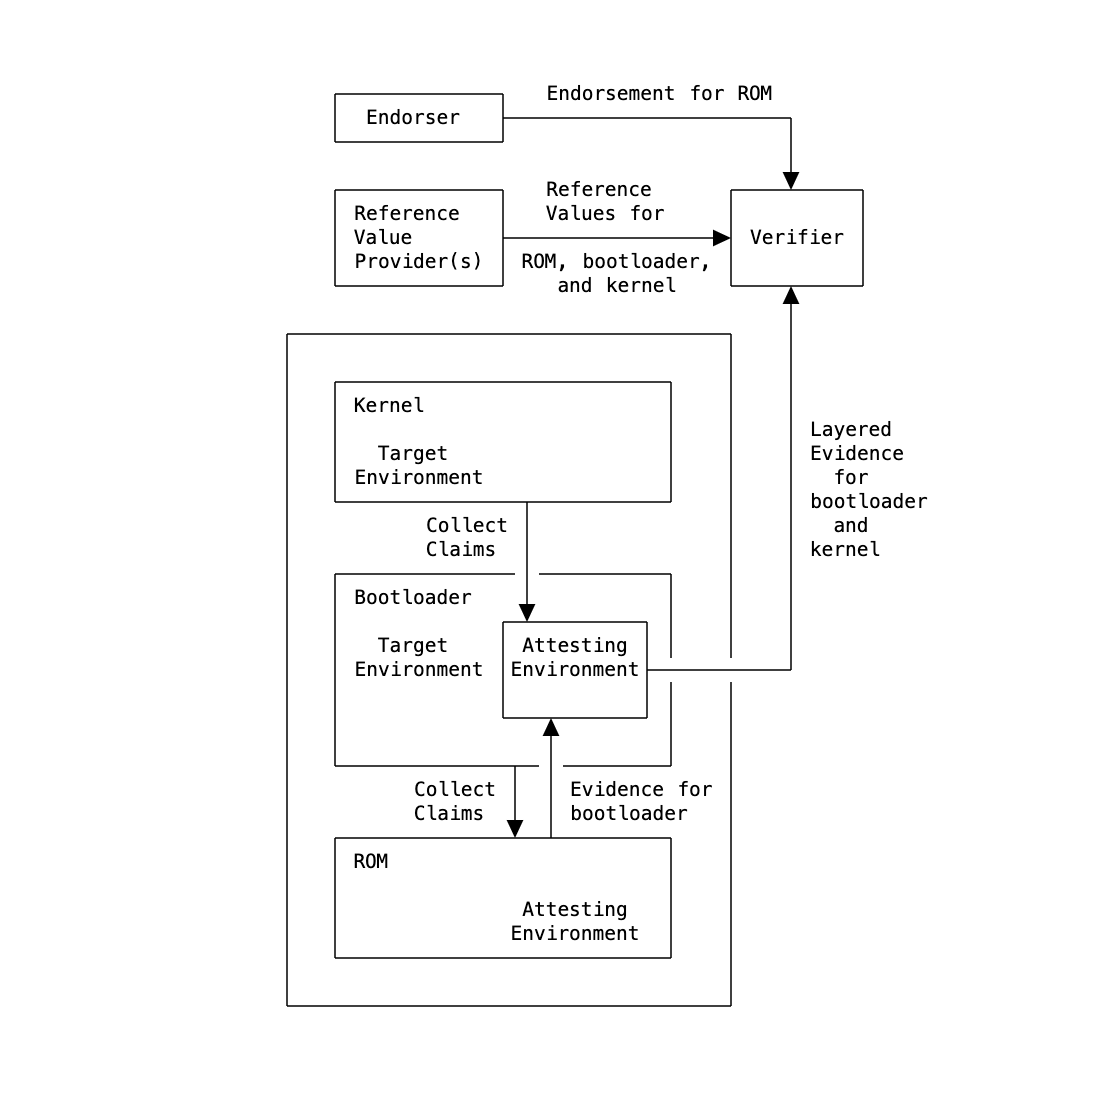 Endorsement for ROM
Endorser
Reference
Values for
Reference
Value
Provider(s)
Verifier
ROM, bootloader,
and kernel
Kernel
Target
Environment
Layered
Evidence
for
bootloader
and
kernel
Collect
Claims
Bootloader
Target
Environment
Attesting
Environment
Collect
Claims
Evidence for
bootloader
ROM
Attesting
Environment